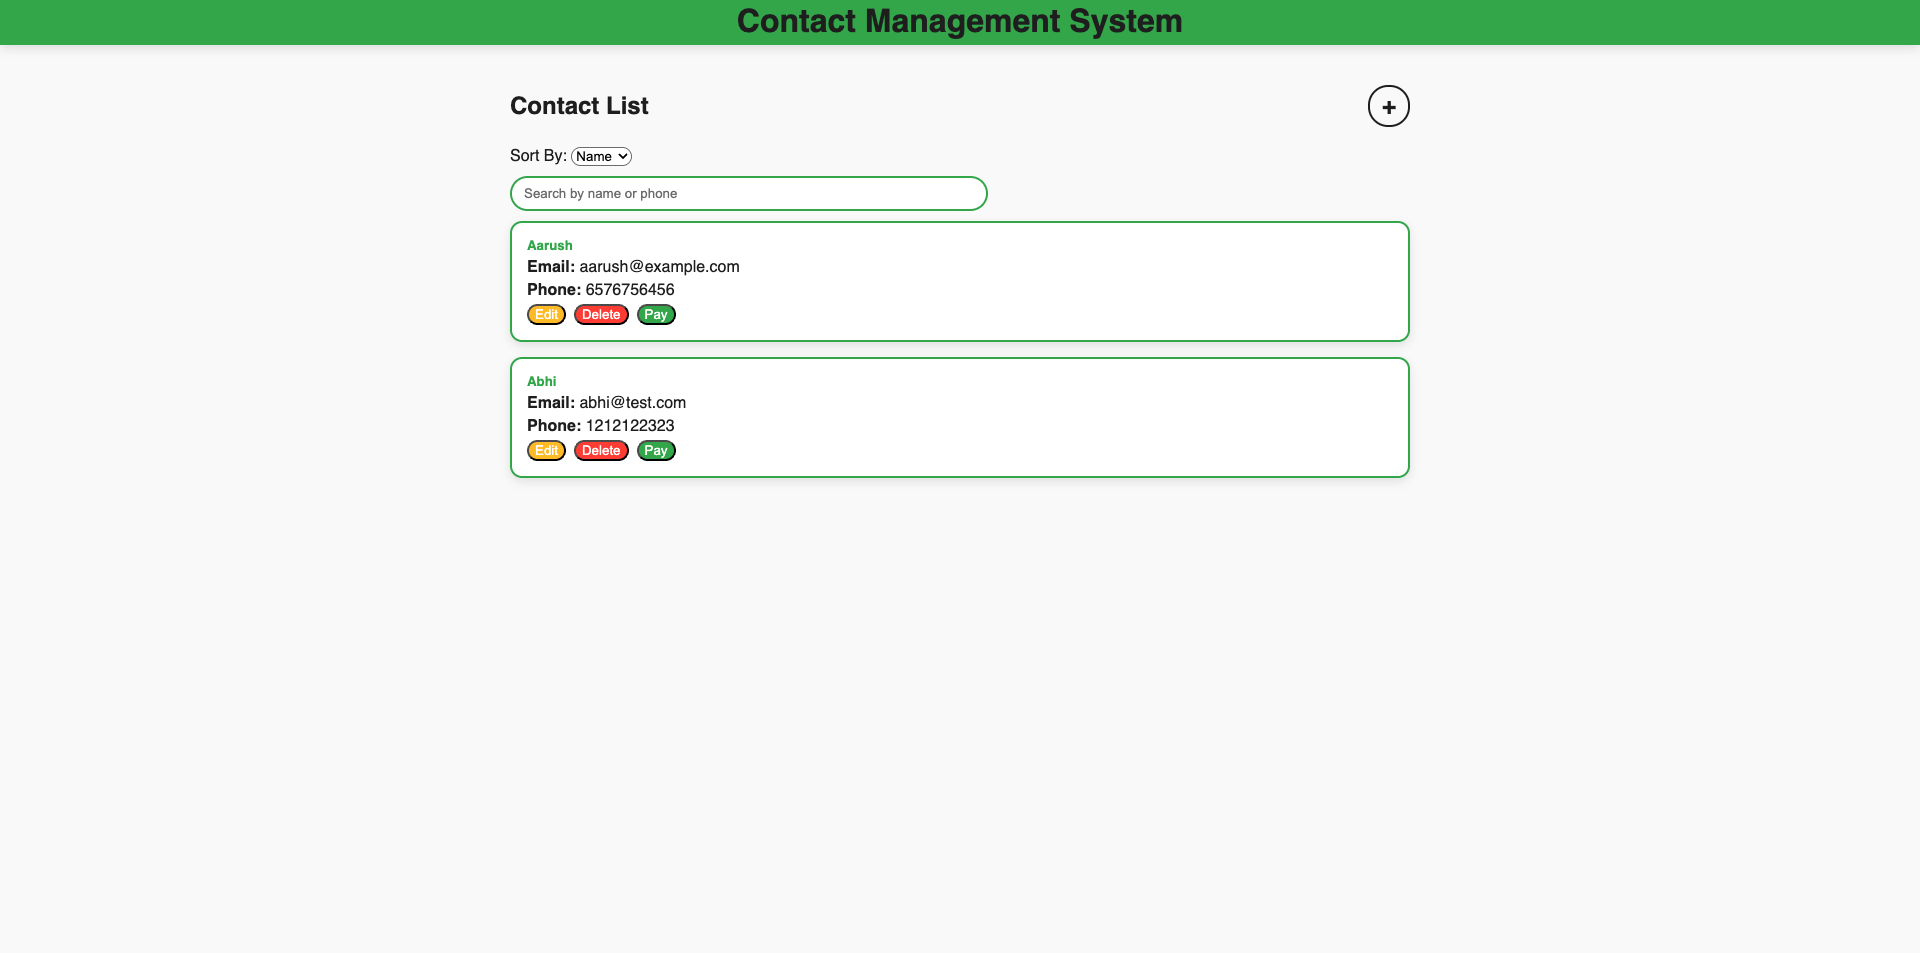 Contact Management System
Contact List
+
Sort By: Name
Search by name or phone
Aarush
Email: aarush@example.com
Phone: 6576756456
Edit Delete Pay
Abhi
Email: abhi@test.com
Phone: 1212122323
Edit Delete Pay